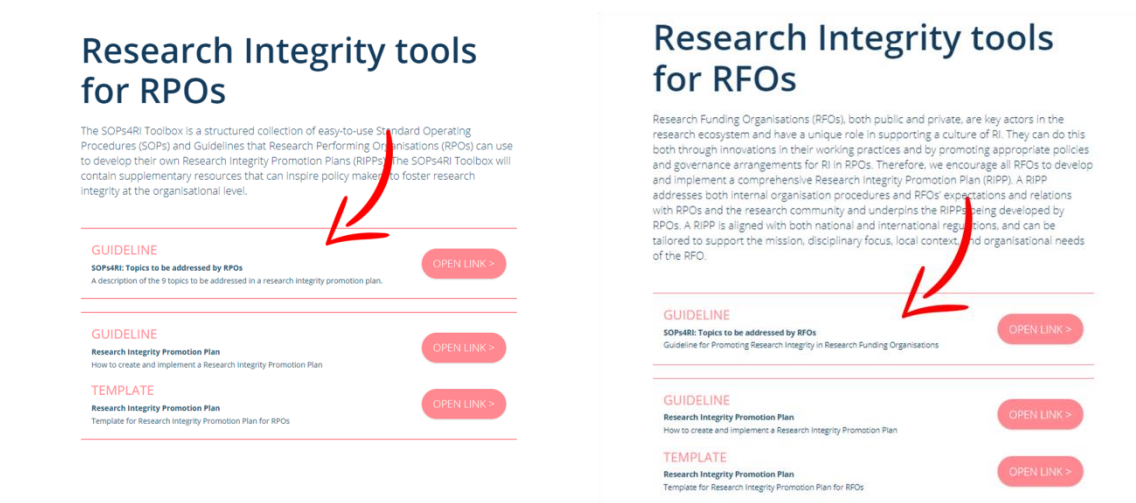 Research Integrity tools
for RPOs
The SOPs4RI Toolbox is a structured collection of easy-to-use Standard Operating
Procedures (SOPs) and Guidelines that Research Performing Organisations (RPOs) can use
to develop their own Research Integrity Promotion Plans (RIPPs). The SOPs4RI Toolbox will
contain supplementary resources that can inspire policy makers to foster research
integrity at the organisational level.
GUIDELINE
SOPs4RI: Topics to be addressed by RPOs
A description of the 9 topics to be addressed in a research integrity promotion plan.
OPEN LINK >
GUIDELINE
Research Integrity Promotion Plan
How to create and implement a Research Integrity Promotion Plan
OPEN LINK >
TEMPLATE
Research Integrity Promotion Plan
Template for Research Integrity Promotion Plan for RPOs
OPEN LINK >
Research Integrity tools
for RFOs
Research Funding Organisations (RFOs), both public and private, are key actors in the
research ecosystem and have a unique role in supporting a culture of RI. They can do this
both through innovations in their working practices and by promoting appropriate policies
and governance arrangements for RI in RPOs. Therefore, we encourage all RFOs to develop
and implement a comprehensive Research Integrity Promotion Plan (RIPP). A RIPP
addresses both internal organisation procedures and RFOs' expectations and relations
with RPOs and the research community and underpins the RIPPs being developed by
RPOs. A RIPP is aligned with both national and international regulations, and can be
tailored to support the mission, disciplinary focus, local context, and organisational needs
of the RFO.
GUIDELINE
SOPs4RI: Topics to be addressed by RFOs
Guideline for Promoting Research Integrity in Research Funding Organisations
OPEN LINK >
GUIDELINE
Research Integrity Promotion Plan
How to create and implement a Research Integrity Promotion Plan
OPEN LINK >
TEMPLATE
Research Integrity Promotion Plan
Template for Research Integrity Promotion Plan for RFOs
OPEN LINK >